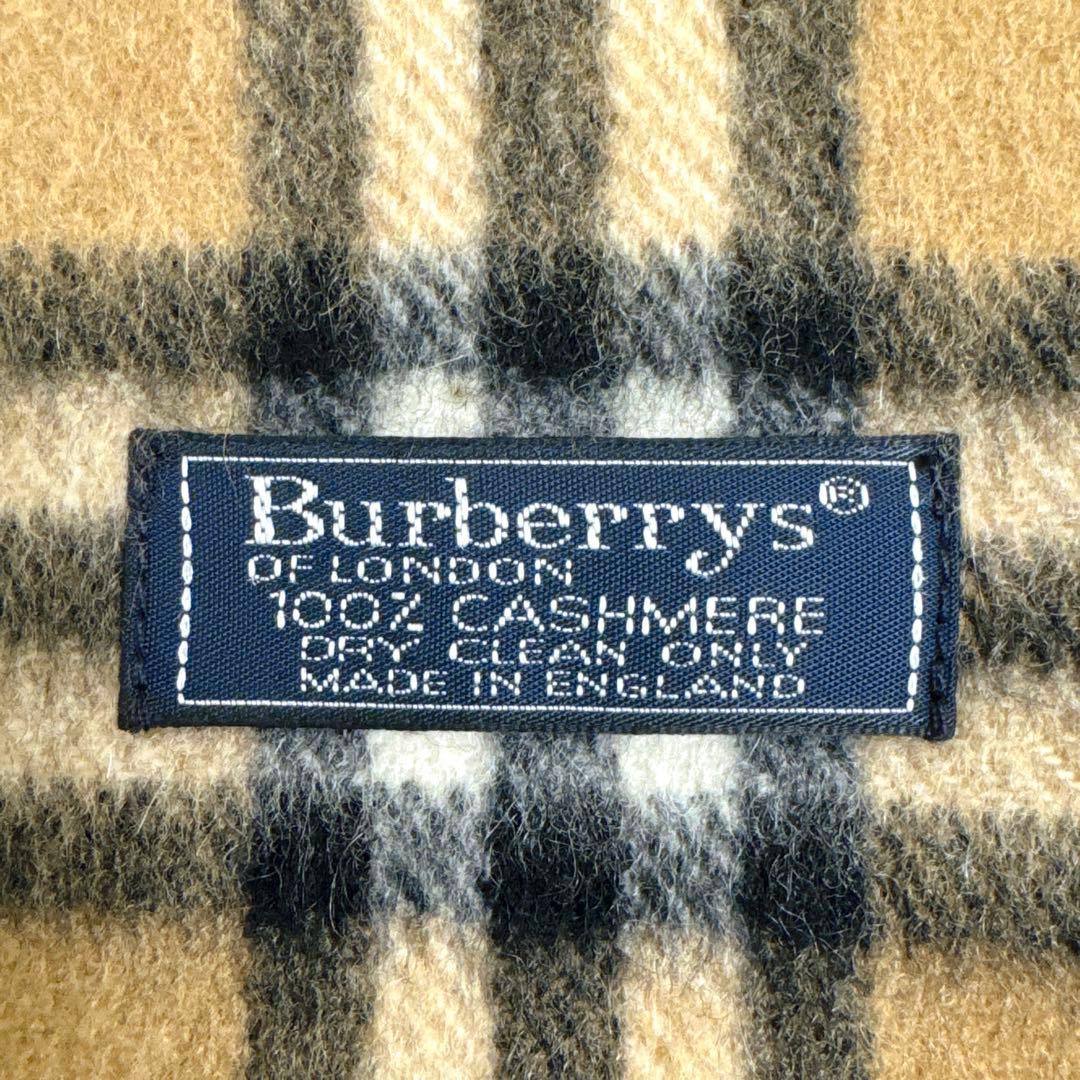 Burberrys®
OF LONDON
100% CASHMERE
DRY CLEAN ONLY
MADE IN ENGLAND